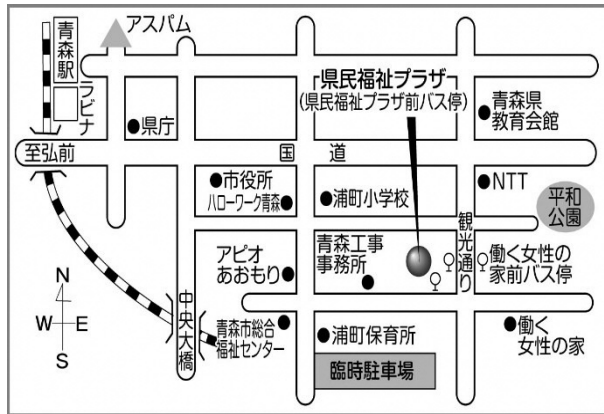 アスパム
青森駅
ラビナ
県庁
県民福祉プラザ
(県民福祉プラザ前バス停)
青森県
教育会館
至弘前
国道
市役所
ハローワーク青森
浦町小学校
NTT
平和
公園
アピオ
あおもり
青森工事
事務所
観光通り
働く女性の
家前バス停
N
W E
S
中央大橋
青森市総合
福祉センター
浦町保育所
働く
女性の家
臨時駐車場